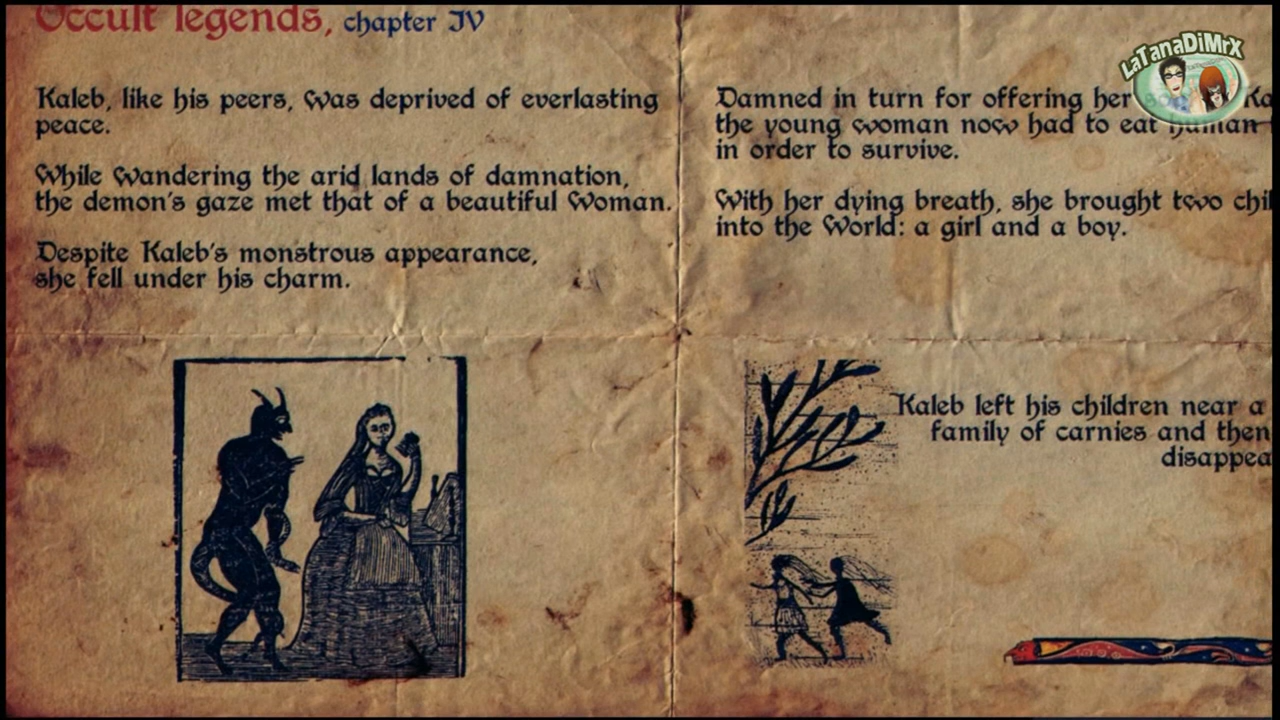 Occult legends, chapter IV
Kaleb, like his peers, was deprived of everlasting
peace.
While wandering the arid lands of damnation,
the demon's gaze met that of a beautiful woman.
Despite Kaleb's monstrous appearance,
she fell under his charm.
Damned in turn for offering her
the young woman now had to eat human
in order to survive.
With her dying breath, she brought two chil
into the World: a girl and a boy.
Kaleb left his children near a
family of carnies and then
disappea
LaTanaDiMrX